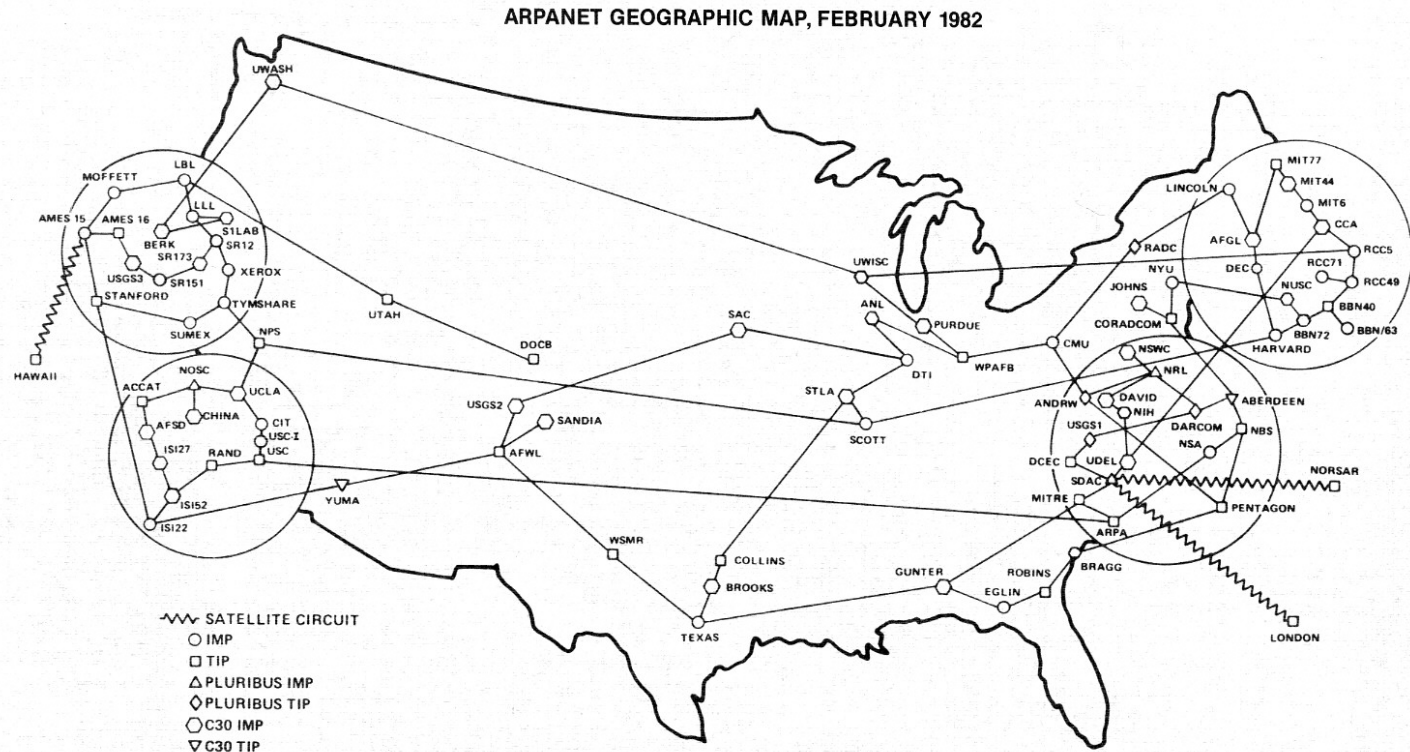 ARPANET GEOGRAPHIC MAP, FEBRUARY 1982
UWASH
LBL
MOFFETT
LLL
AMES 15
AMES 16
S1LAB
BERK
SR12
SR173
USGS3
SR151
XEROX
STANFORD
TYMSHARE
SUMEX
NPS
HAWAII
UTAH
DOCB
NOSC
ACCAT
UCLA
CHINA
AFSD
CIT
USC-I
ISI27
RAND
USC
ISI52
ISI22
YUMA
SAC
USGS2
SANDIA
AFWL
WSMR
COLLINS
BROOKS
TEXAS
UWISC
ANL
PURDUE
WPAFB
DTI
STLA
SCOTT
GUNTER
EGLIN
ROBINS
BRAGG
MIT77
MIT44
MIT6
LINCOLN
CCA
AFGL
RCC5
RADC
RCC71
DEC
NYU
RCC49
NUSC
JOHNS
BBN40
CORADCOM
BBN72
BBN/63
HARVARD
CMU
NSWC
NRL
ANDRW
DAVID
NIH
ABERDEEN
DARCOM
USGS1
NBS
NSA
DCEC
UDEL
SDAC
NORSAR
MITRE
PENTAGON
ARPA
LONDON
SATELLITE CIRCUIT
IMP
TIP
PLURIBUS IMP
PLURIBUS TIP
C30 IMP
C30 TIP